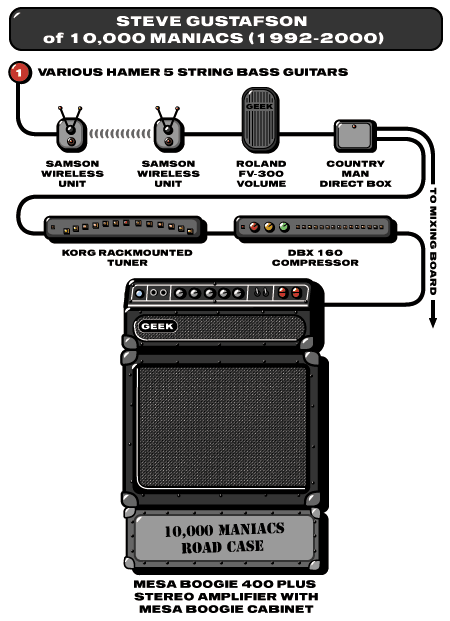 STEVE GUSTAFSON
of 10,000 MANIACS (1992-2000)
1 VARIOUS HAMER 5 STRING BASS GUITARS
GEEK
SAMSON
WIRELESS
UNIT
SAMSON
WIRELESS
UNIT
ROLAND
FV-300
VOLUME
COUNTRY
MAN
DIRECT BOX
TO MIXING BOARD
KORG RACKMOUNTED
TUNER
DBX 160
COMPRESSOR
GEEK
10,000 MANIACS
ROAD CASE
MESA BOOGIE 400 PLUS
STEREO AMPLIFIER WITH
MESA BOOGIE CABINET